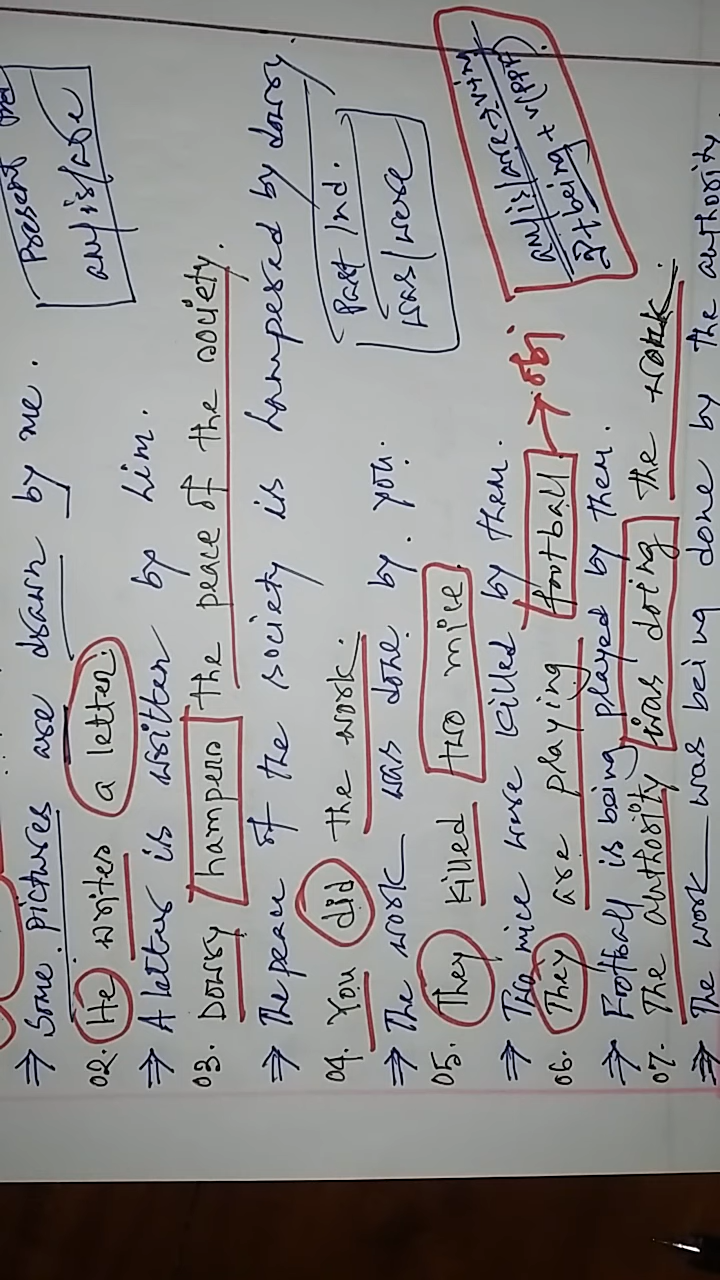 Present Ind
am/is/are
⇒ Some pictures are drawn by me.
02. He writes a letter.
⇒ A letter is written by him.
03. Dowry hampers the peace of the society.
⇒ The peace of the society is hampered by dowry.
Past Ind.
was/were
04. You did the work.
⇒ The work was done by you.
05. They killed two mice.
⇒ Two mice were killed by them.
06. They are playing football → obj
am/is/are + ving
+ being + v(pp)
⇒ Football is being played by them.
07. The authority was doing the work.
⇒ The work was being done by the authority.